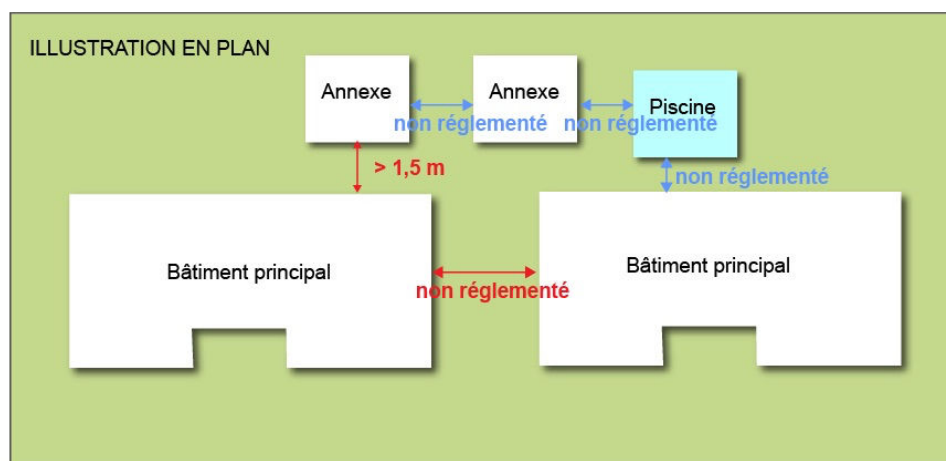 ILLUSTRATION EN PLAN
Annexe
Annexe
Piscine
non réglementé
non réglementé
> 1,5 m
non réglementé
Bâtiment principal
Bâtiment principal
non réglementé